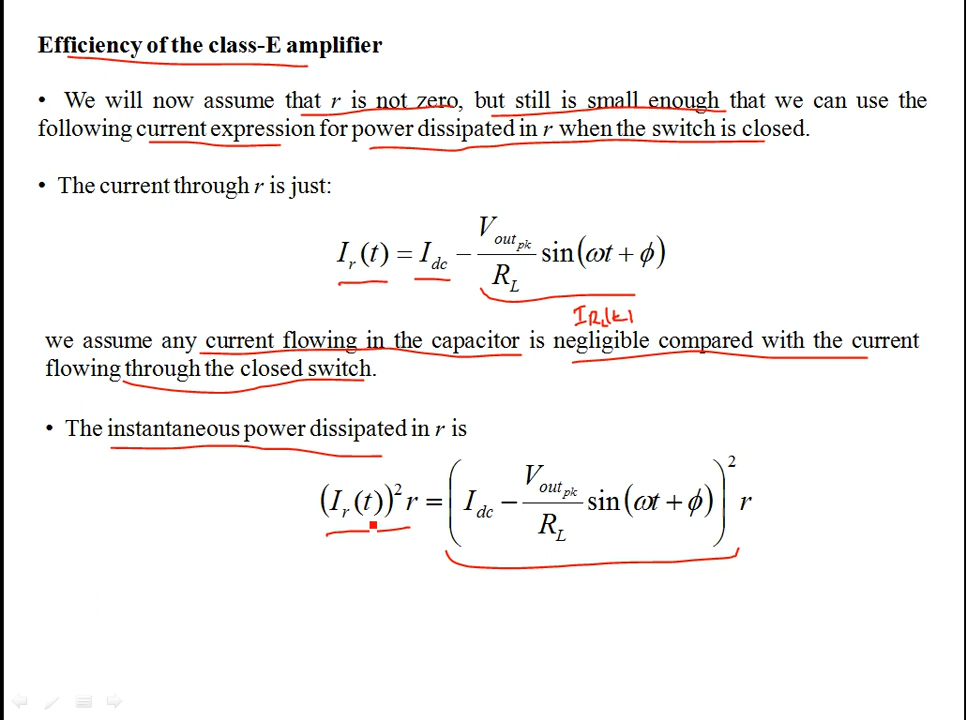 Efficiency of the class-E amplifier
• We will now assume that r is not zero, but still is small enough that we can use the
following current expression for power dissipated in r when the switch is closed.
• The current through r is just:
I_r(t) = I_dc − V_out_pk / R_L sin(ωt + ϕ)
I_RL(t)
we assume any current flowing in the capacitor is negligible compared with the current
flowing through the closed switch.
• The instantaneous power dissipated in r is
(I_r(t))² r = (I_dc − V_out_pk / R_L sin(ωt + ϕ))² r